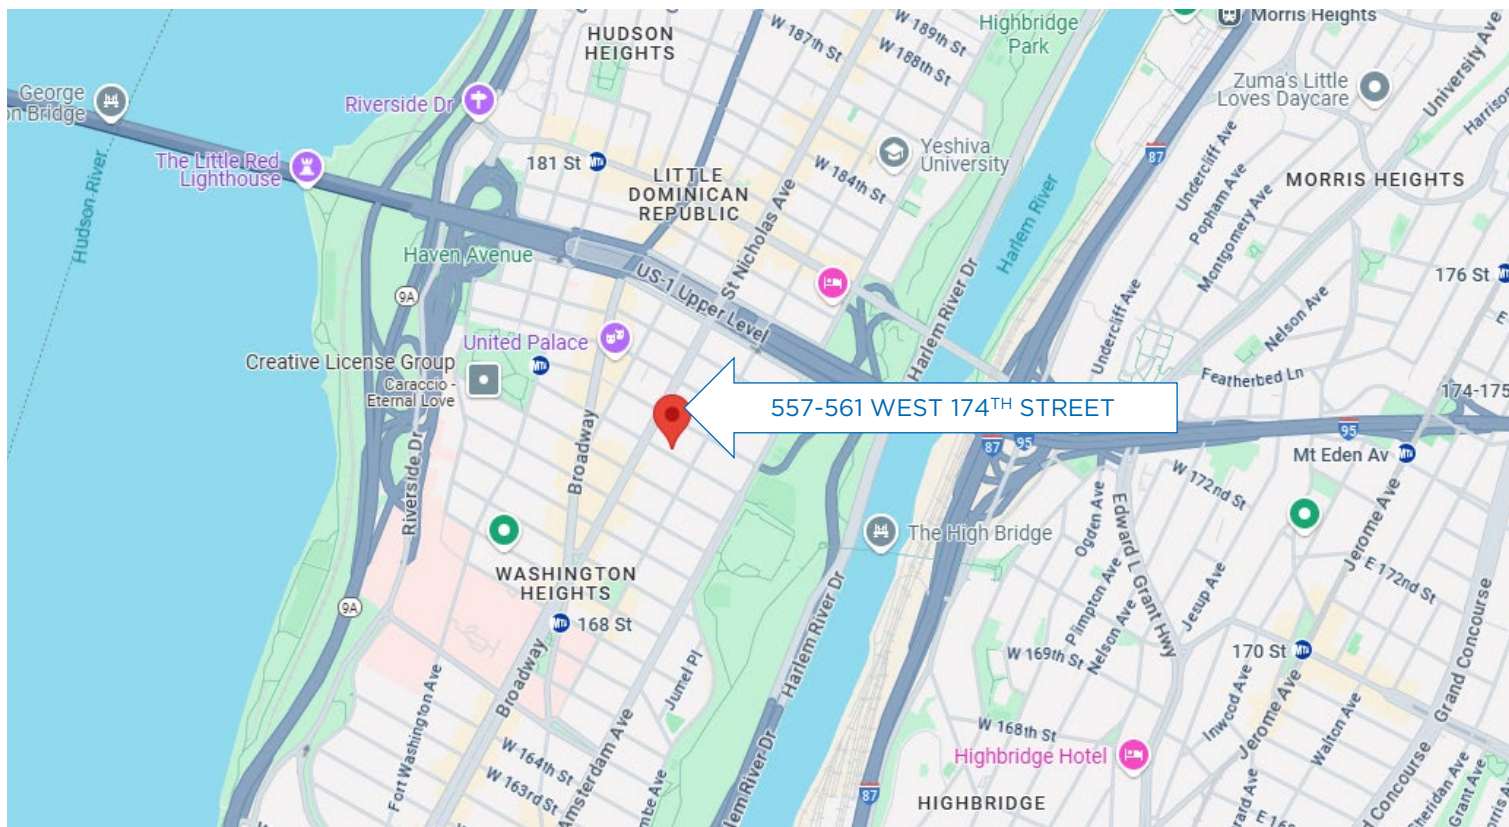 HUDSON
HEIGHTS
W 187th St
W 189th St
W 188th St
Highbridge
Park
Morris Heights
University Ave
George
on Bridge
Riverside Dr
Zuma's Little
Loves Daycare
Harrison
The Little Red
Lighthouse
181 St
LITTLE
DOMINICAN
REPUBLIC
Yeshiva
University
W 184th St
87
Undercliff Ave
Popham Ave
Montgomery Ave
MORRIS HEIGHTS
Hudson River
Harlem River
Haven Avenue
St Nicholas Ave
US-1 Upper Level
Harlem River Dr
176 St
9A
Undercliff Ave
Nelson Ave
E
United Palace
Creative License Group
Caraccio -
Eternal Love
Featherbed Ln
174-175
557-561 WEST 174TH STREET
Broadway
Riverside Dr
87
95
95
Mt Eden Av
W 172nd St
Ogden Ave
Edward L Grant Hwy
Jerome Ave
The High Bridge
E 172nd St
WASHINGTON
HEIGHTS
9A
168 St
Harlem River Dr
Plimpton Ave
Nelson Ave
Jesup Ave
Grand Concourse
W 169th St
170 St
Jumel Pl
Harlem River Dr
Broadway
Fort Washington Ave
Amsterdam Ave
W 164th St
W 163rd St
W 168th St
Inwood Ave
Jerome Ave
Walton Ave
Highbridge Hotel
87
HIGHBRIDGE
lem River Dr
Concourse
Sheridan Ave
Grant Ave